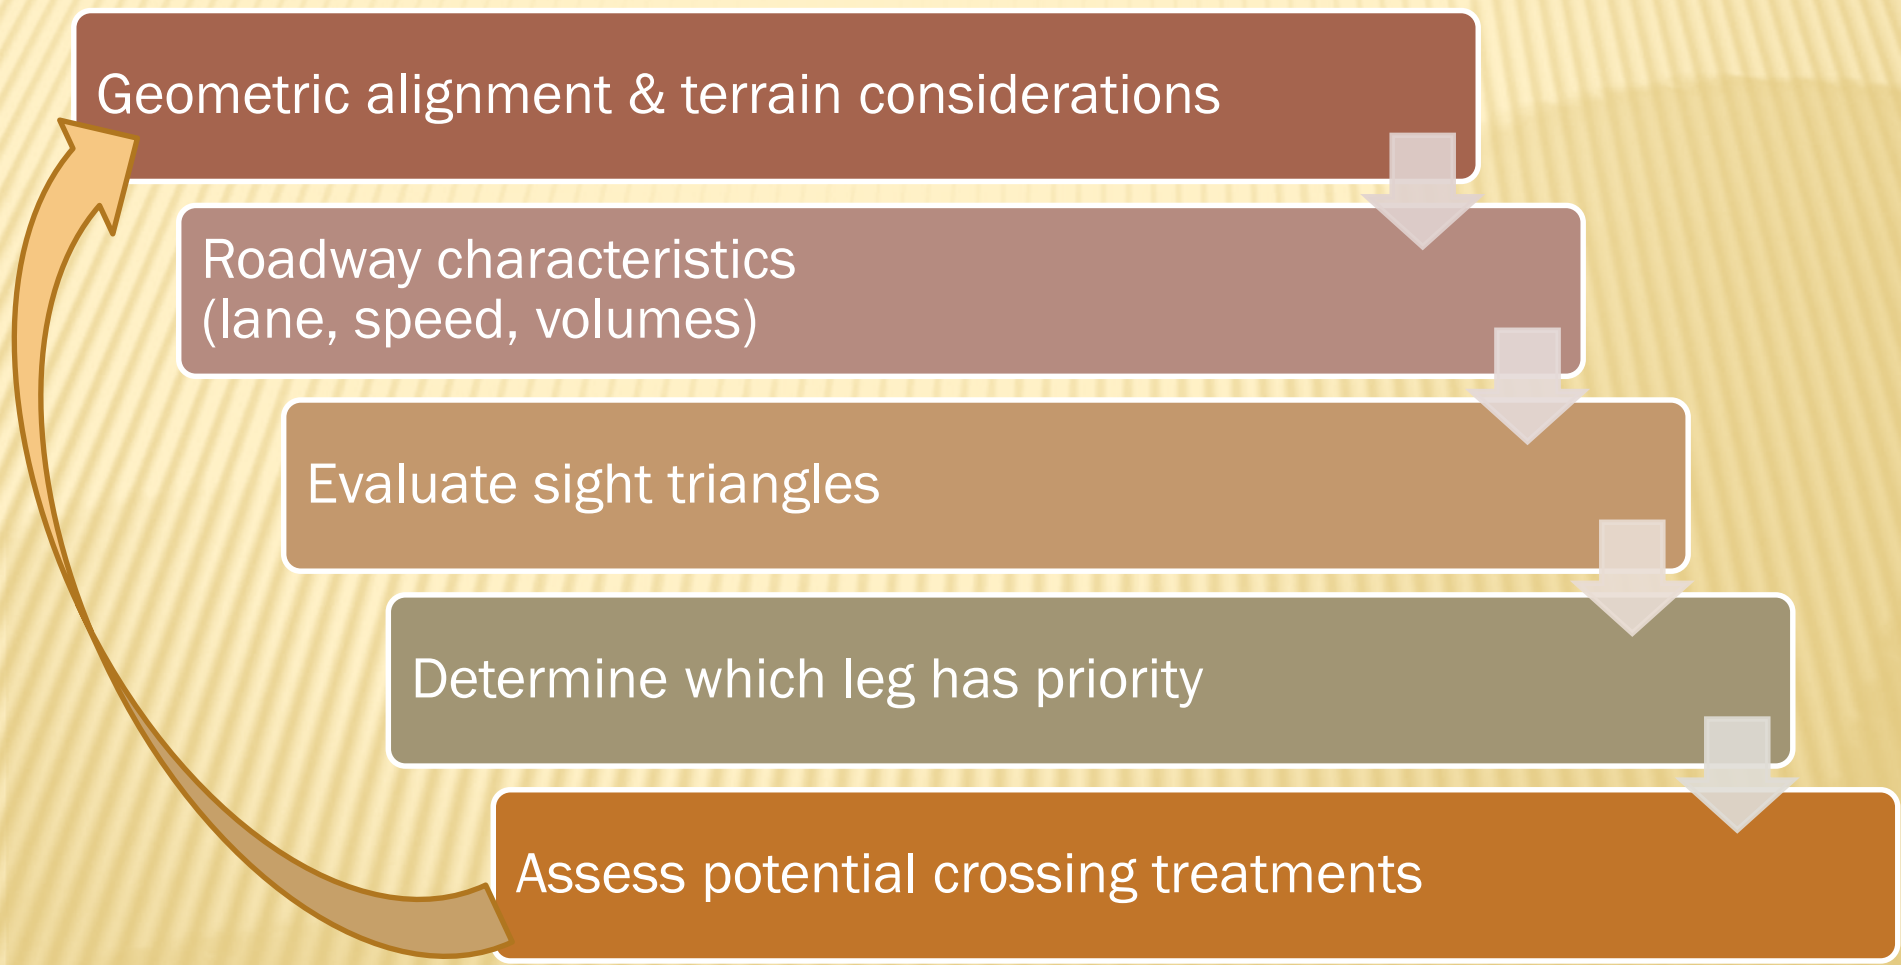 Geometric alignment & terrain considerations
Roadway characteristics
(lane, speed, volumes)
Evaluate sight triangles
Determine which leg has priority
Assess potential crossing treatments